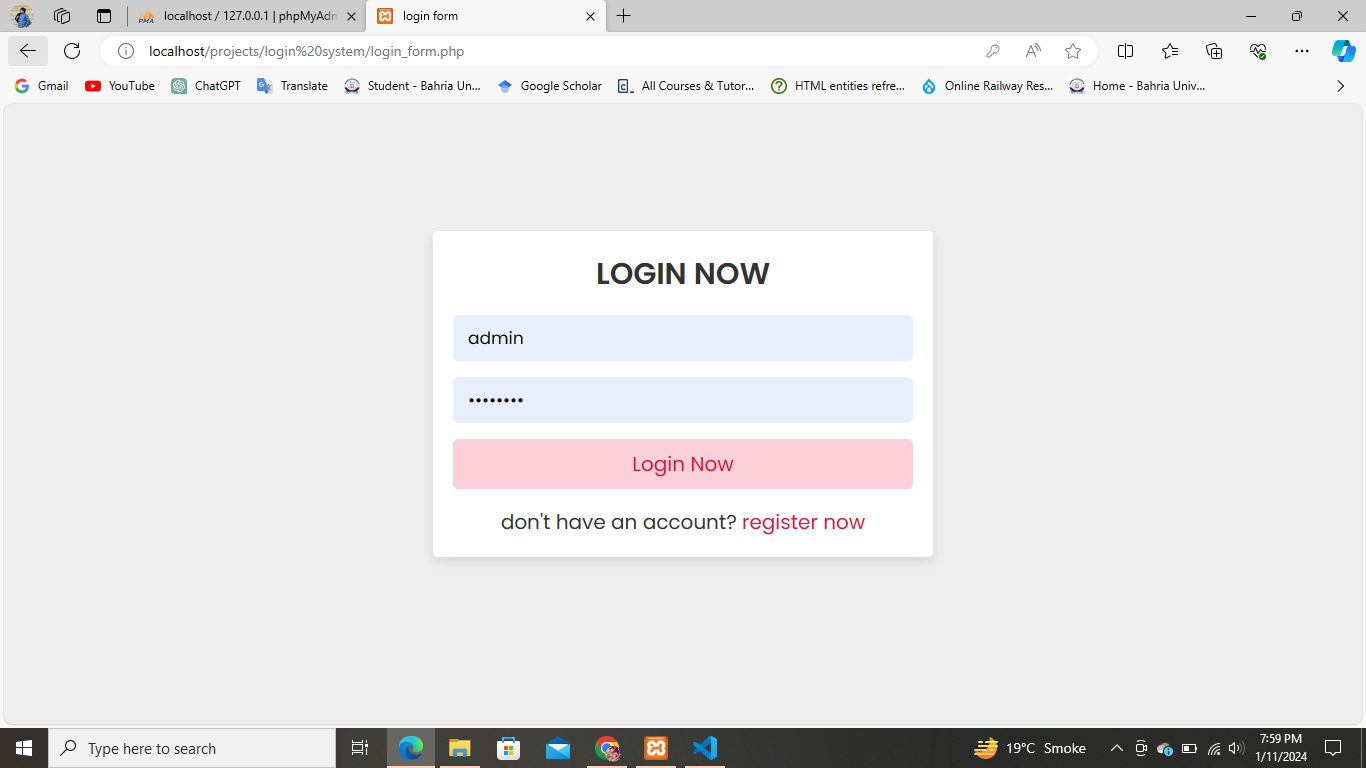 localhost / 127.0.0.1 | phpMyAdm
login form
localhost/projects/login%20system/login_form.php
Gmail
YouTube
ChatGPT
Translate
Student - Bahria Un...
Google Scholar
All Courses & Tutor...
HTML entities refre...
Online Railway Res...
Home - Bahria Univ...
LOGIN NOW
admin
••••••••
Login Now
don't have an account? register now
Type here to search
19°C Smoke
7:59 PM
1/11/2024